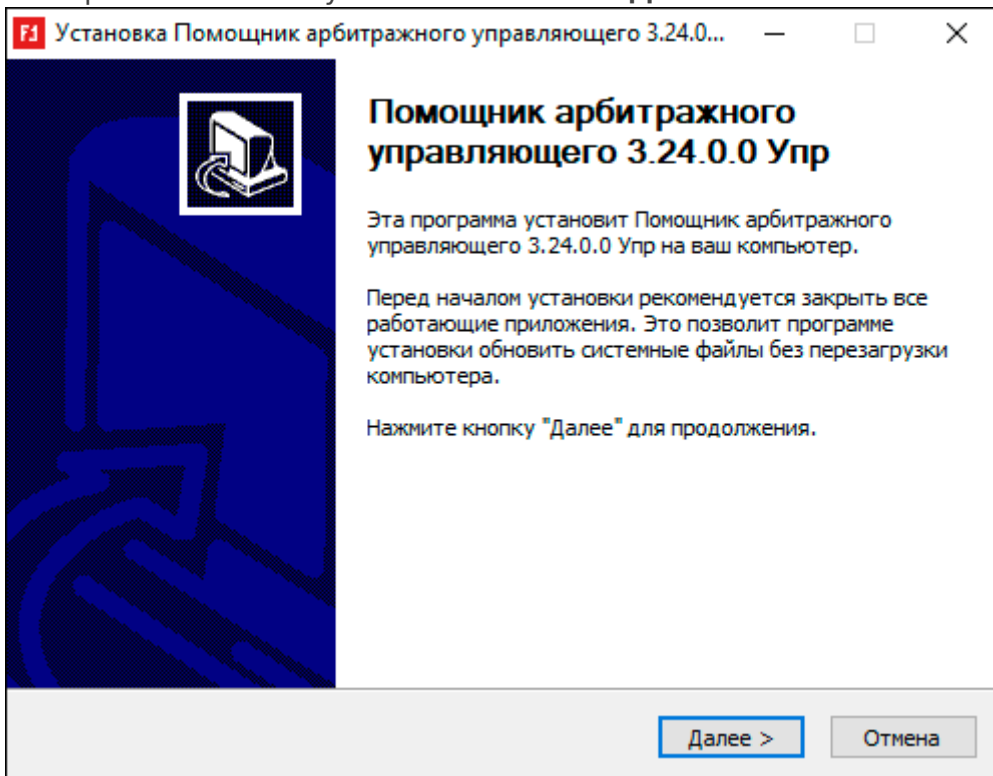 Установка Помощник арбитражного управляющего 3.24.0...
Помощник арбитражного
управляющего 3.24.0.0 Упр
Эта программа установит Помощник арбитражного
управляющего 3.24.0.0 Упр на ваш компьютер.
Перед началом установки рекомендуется закрыть все
работающие приложения. Это позволит программе
установки обновить системные файлы без перезагрузки
компьютера.
Нажмите кнопку "Далее" для продолжения.
Далее >
Отмена